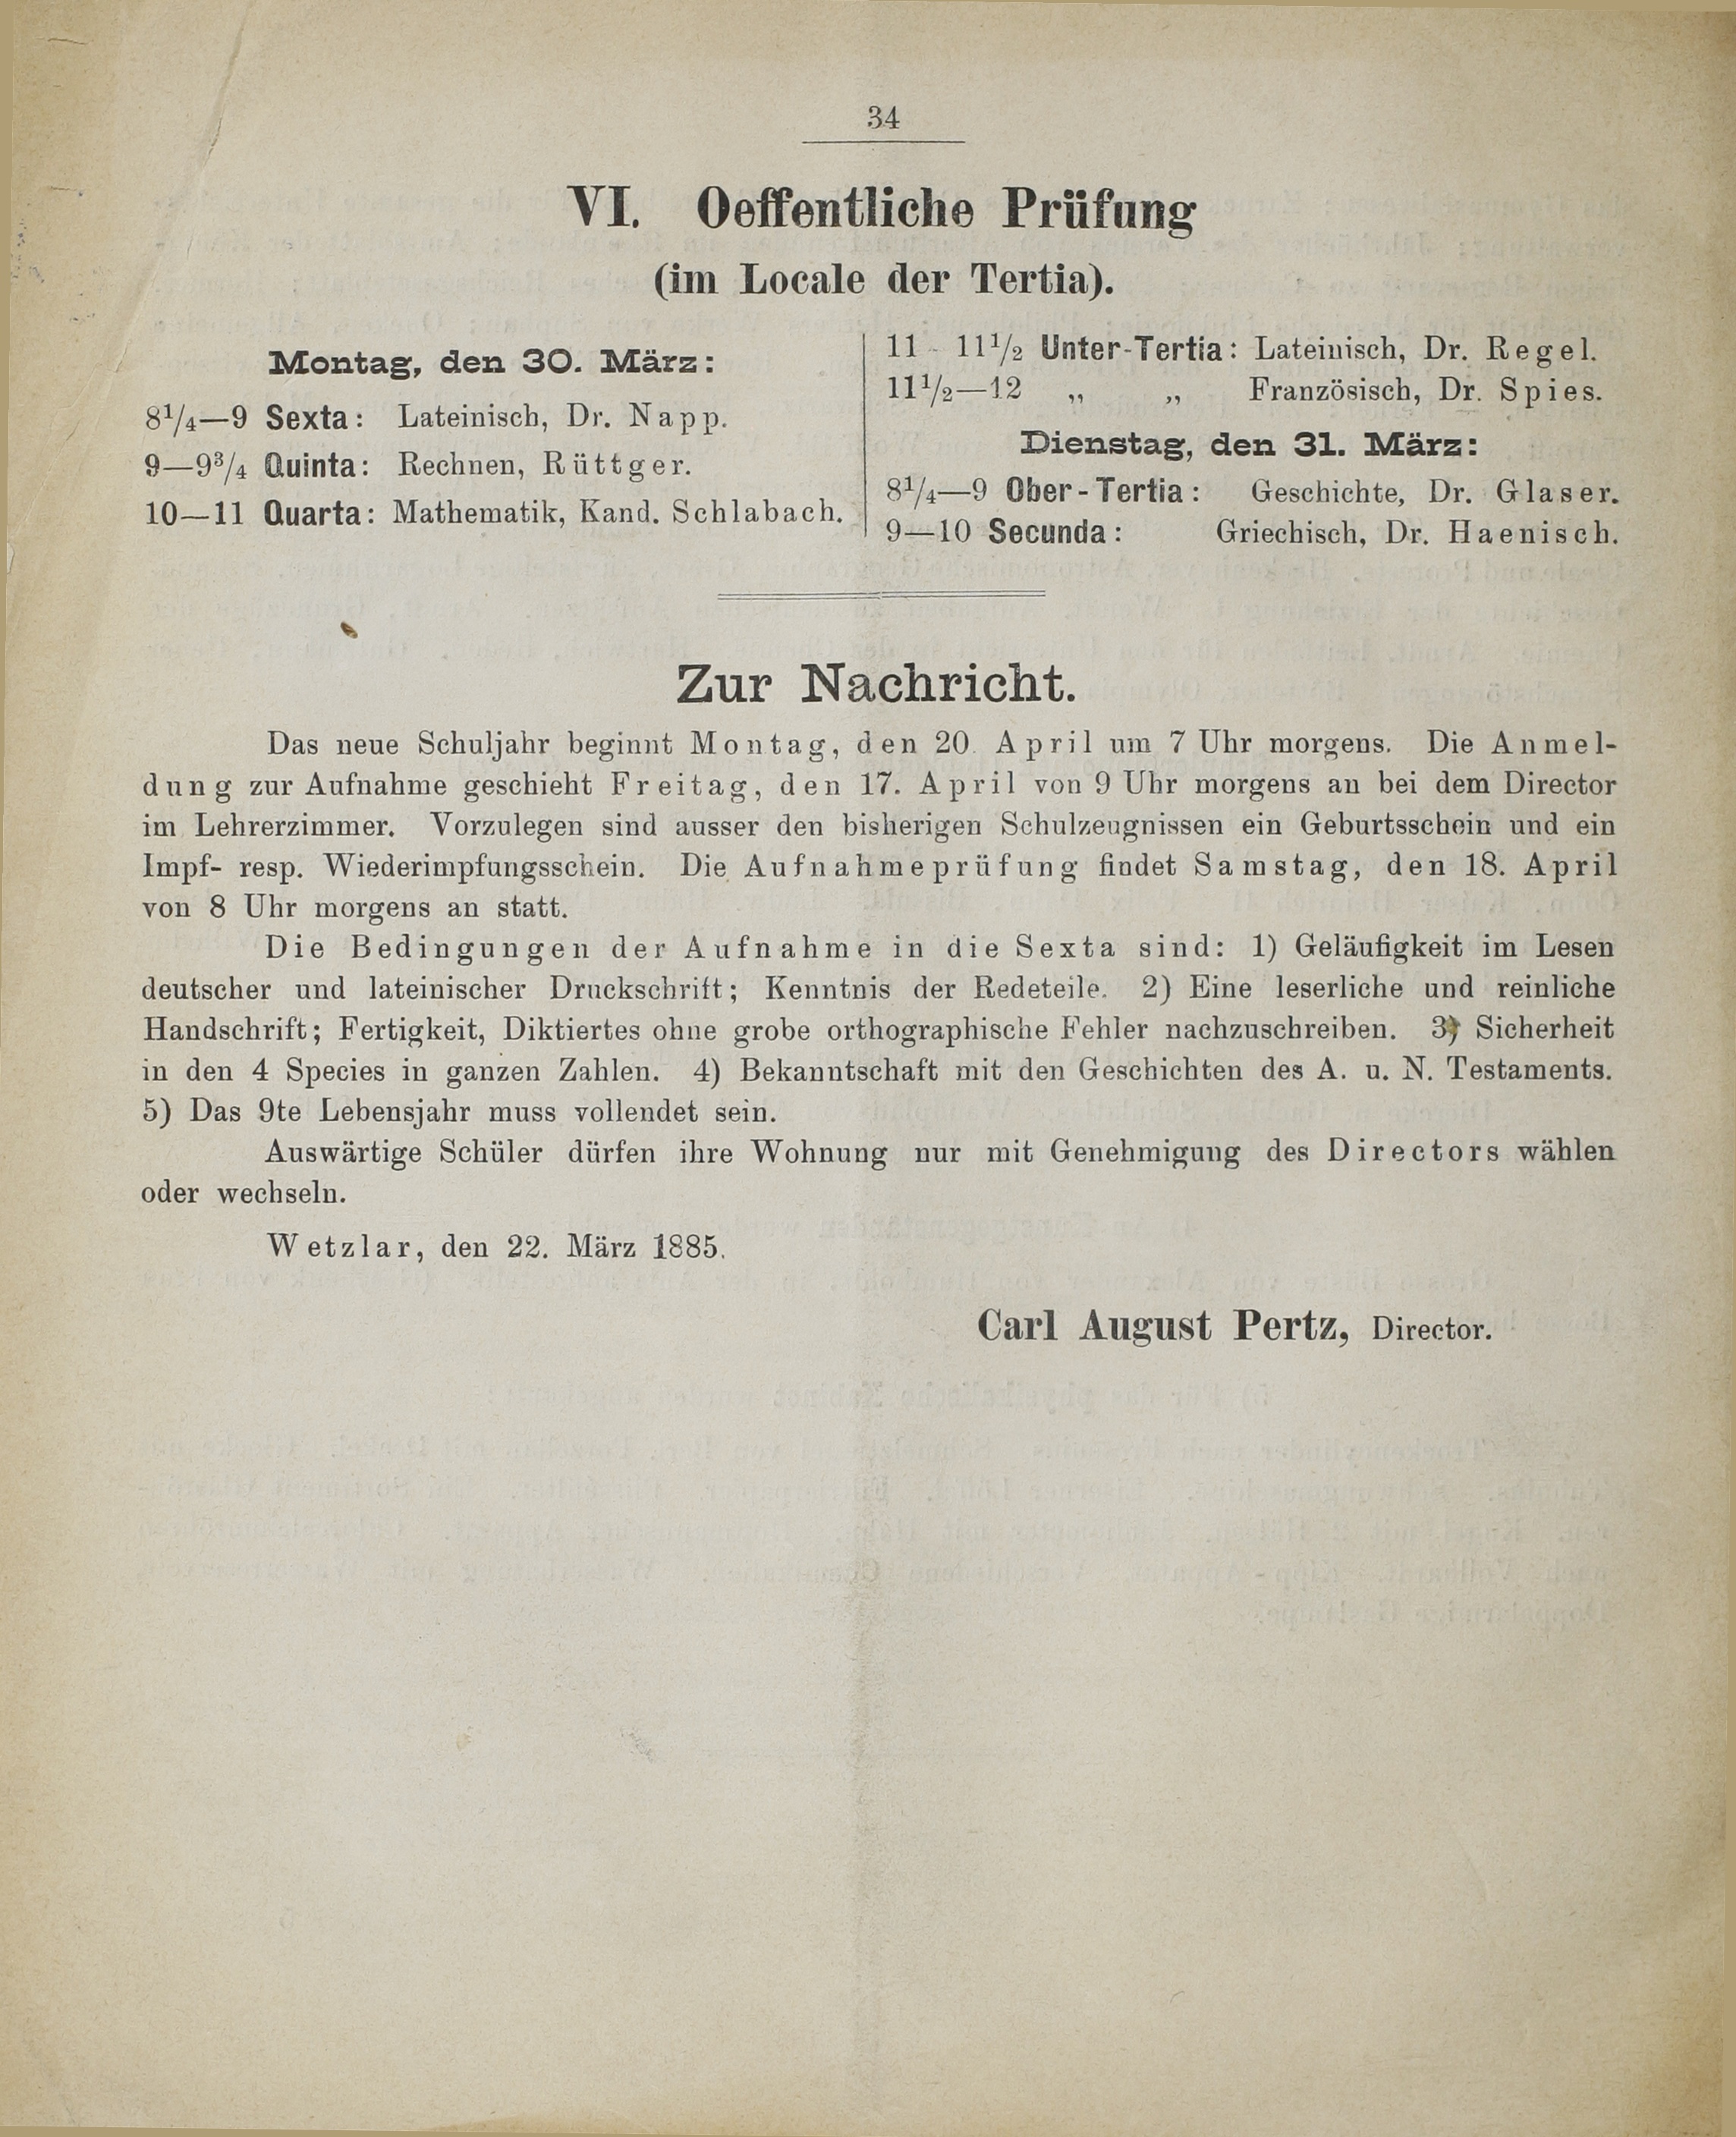 34
VI. Oeffentliche Prüfung
(im Locale der Tertia).
Montag, den 30. März:
8¹/₄—9 Sexta: Lateinisch, Dr. Napp.
9—9³/₄ Quinta: Rechnen, Rüttger.
10—11 Quarta: Mathematik, Kand. Schlabach.
11 - 11¹/₂ Unter-Tertia: Lateinisch, Dr. Regel.
11¹/₂—12 „ „ Französisch, Dr. Spies.
Dienstag, den 31. März:
8¹/₄—9 Ober-Tertia: Geschichte, Dr. Glaser.
9—10 Secunda: Griechisch, Dr. Haenisch.
Zur Nachricht.
Das neue Schuljahr beginnt Montag, den 20. April um 7 Uhr morgens. Die Anmel-
dung zur Aufnahme geschieht Freitag, den 17. April von 9 Uhr morgens an bei dem Director
im Lehrerzimmer. Vorzulegen sind ausser den bisherigen Schulzeugnissen ein Geburtsschein und ein
Impf- resp. Wiederimpfungsschein. Die Aufnahmeprüfung findet Samstag, den 18. April
von 8 Uhr morgens an statt.
Die Bedingungen der Aufnahme in die Sexta sind: 1) Geläufigkeit im Lesen
deutscher und lateinischer Druckschrift; Kenntnis der Redeteile. 2) Eine leserliche und reinliche
Handschrift; Fertigkeit, Diktiertes ohne grobe orthographische Fehler nachzuschreiben. 3) Sicherheit
in den 4 Species in ganzen Zahlen. 4) Bekanntschaft mit den Geschichten des A. u. N. Testaments.
5) Das 9te Lebensjahr muss vollendet sein.
Auswärtige Schüler dürfen ihre Wohnung nur mit Genehmigung des Directors wählen
oder wechseln.
Wetzlar, den 22. März 1885.
Carl August Pertz, Director.